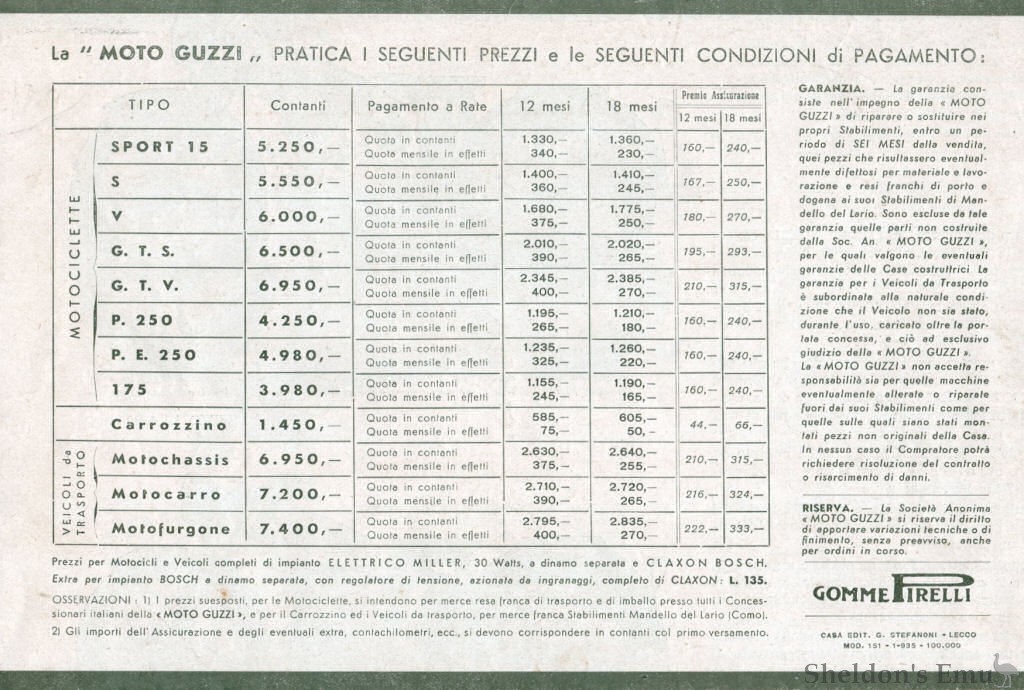 La " MOTO GUZZI „ PRATICA I SEGUENTI PREZZI e le SEGUENTI CONDIZIONI di PAGAMENTO :
TIPO Contanti Pagamento a Rate 12 mesi 18 mesi Premio Assicurazione
12 mesi 18 mesi
MOTOCICLETTE
SPORT 15 5.250,— Quota in contanti 1.330,— 1.360,— 160,— 240,—
Quota mensile in effetti 340,— 230,—
S 5.550,— Quota in contanti 1.400,— 1.410,— 167,— 250,—
Quota mensile in effetti 360,— 245,—
V 6.000,— Quota in contanti 1.680,— 1.775,— 180,— 270,—
Quota mensile in effetti 375,— 250,—
G. T. S. 6.500,— Quota in contanti 2.010,— 2.020,— 195,— 293,—
Quota mensile in effetti 390,— 265,—
G. T. V. 6.950,— Quota in contanti 2.345,— 2.385,— 210,— 315,—
Quota mensile in effetti 400,— 270,—
P. 250 4.250,— Quota in contanti 1.195,— 1.210,— 160,— 240,—
Quota mensile in effetti 265,— 180,—
P. E. 250 4.980,— Quota in contanti 1.235,— 1.260,— 160,— 240,—
Quota mensile in effetti 325,— 220,—
175 3.980,— Quota in contanti 1.155,— 1.190,— 160,— 240,—
Quota mensile in effetti 245,— 165,—
Carrozzino 1.450,— Quota in contanti 585,— 605,— 44,— 66,—
Quota mensile in effetti 75,— 50,-
VEICOLI da
TRASPORTO
Motochassis 6.950,— Quota in contanti 2.630,— 2.640,— 210,— 315,—
Quota mensile in effetti 375,— 255,—
Motocarro 7.200,— Quota in contanti 2.710,— 2.720,— 216,— 324,—
Quota mensile in effetti 390,— 265,—
Motofurgone 7.400,— Quota in contanti 2.795,— 2.835,— 222,— 333,—
Quota mensile in effetti 400,— 270,—
Prezzi per Motocicli e Veicoli completi di impianto ELETTRICO MILLER, 30 Watts, a dinamo separata e CLAXON BOSCH.
Extra per impianto BOSCH a dinamo separata, con regolatore di tensione, azionata da ingranaggi, completo di CLAXON : L. 135.
OSSERVAZIONI : 1) I prezzi suesposti, per le Motociclette, si intendono per merce resa franca di trasporto e di imballo presso tutti i Conces-
sionari italiani della « MOTO GUZZI », e per il Carrozzino ed i Veicoli da trasporto, per merce franca Stabilimenti Mandello del Lario (Como).
2) Gli importi dell'Assicurazione e degli eventuali extra, contachilometri, ecc., si devono corrispondere in contanti col primo versamento.
GARANZIA. — La garanzia con-
siste nell'impegno della « MOTO
GUZZI » di riparare o sostituire nei
propri Stabilimenti, entro un pe-
riodo di SEI MESI della vendita,
quei pezzi che risultassero eventual-
mente difettosi per materiale e lavo-
razione e resi franchi di porto e
dogana ai suoi Stabilimenti di Man-
dello del Lario. Sono escluse da tale
garanzia quelle parti non costruite
dalla Soc. An. « MOTO GUZZI »,
per le quali valgono le eventuali
garanzie delle Case costruttrici La
garanzia per i Veicoli da Trasporto
è subordinata alla naturale condi-
zione che il Veicolo non sia stato,
durante l'uso, caricato oltre la por-
tata concessa, e ciò ad esclusivo
giudizio della « MOTO GUZZI ».
La « MOTO GUZZI » non accetta re-
sponsabilità sia per quelle macchine
eventualmente alterate o riparate
fuori dai suoi Stabilimenti come per
quelle sulle quali siano stati mon-
tati pezzi non originali della Casa.
In nessun caso il Compratore potrà
richiedere risoluzione del contratto
o risarcimento di danni.
RISERVA. — La Società Anonima
« MOTO GUZZI » si riserva il diritto
di apportare variazioni tecniche o di
finimento, senza preavviso, anche
per ordini in corso.
GOMME PIRELLI
CASA EDIT. G. STEFANONI - LECCO
MOD. 151 - 1-935 - 100.000
Sheldon's Emu